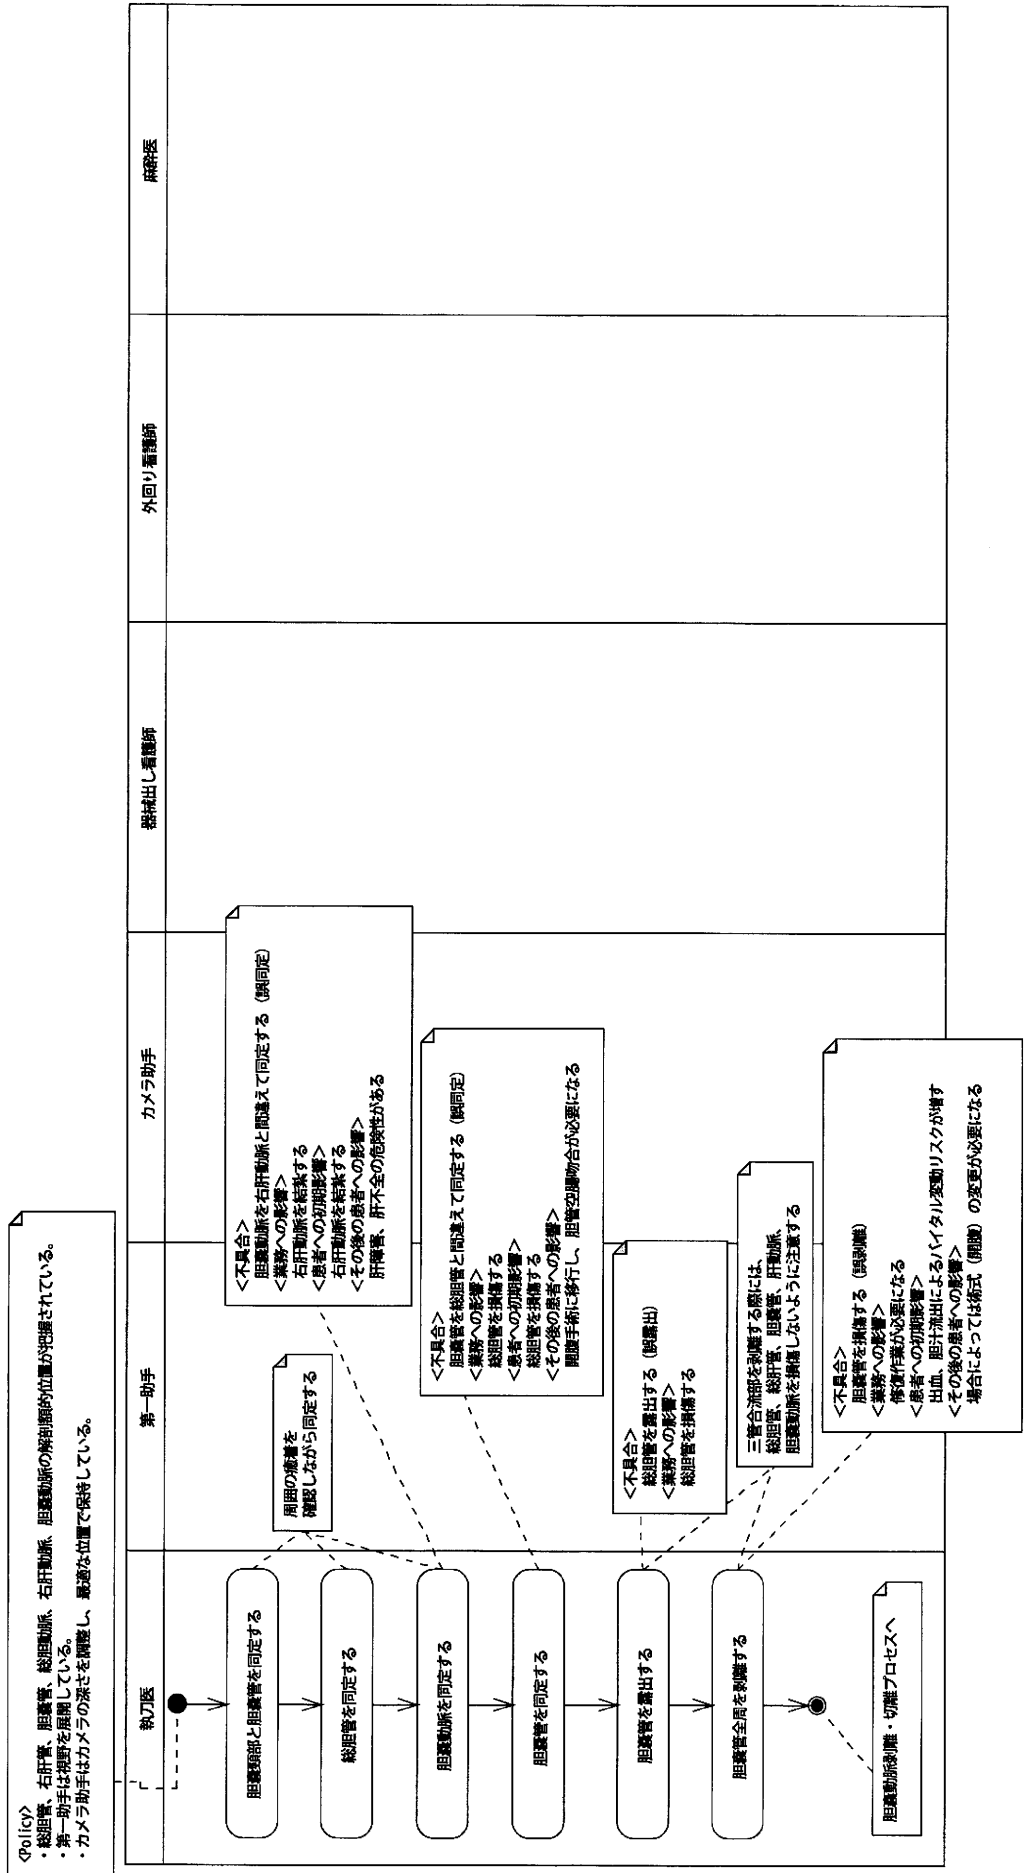 <Policy>
・総胆管、右肝管、胆嚢管、総胆動脈、右肝動脈、胆嚢動脈の解剖額的位置が把握されている。
・第一助手は視野を展開している。
・カメラ助手はカメラの深さを調整し、最適な位置で保持している。
執刀医
第一助手
カメラ助手
器械出し看護師
外回り看護師
麻酔医
胆嚢頸部と胆嚢管を同定する
総胆管を同定する
胆嚢動脈を同定する
胆嚢管を同定する
胆嚢管を露出する
胆嚢管全周を剥離する
胆嚢動脈剥離・切離プロセスへ
周囲の癒着を
確認しながら同定する
<不具合>
胆嚢動脈を右肝動脈と間違えて同定する（誤同定）
<業務への影響>
右肝動脈を結紮する
<患者への初期影響>
右肝動脈を結紮する
<その後の患者への影響>
肝障害、肝不全の危険性がある
<不具合>
胆嚢管を総胆管と間違えて同定する（誤同定）
<業務への影響>
総胆管を損傷する
<患者への初期影響>
総胆管を損傷する
<その後の患者への影響>
開腹手術に移行し、胆管空腸吻合が必要になる
<不具合>
総胆管を露出する（誤露出）
<業務への影響>
総胆管を損傷する
三管合流部を剥離する際には、
総胆管、総肝管、胆嚢管、肝動脈、
胆嚢動脈を損傷しないように注意する
<不具合>
胆嚢管を損傷する（誤剥離）
<業務への影響>
修復作業が必要になる
<患者への初期影響>
出血、胆汁流出によるバイタル変動リスクが増す
<その後の患者への影響>
場合によっては術式（開腹）の変更が必要になる